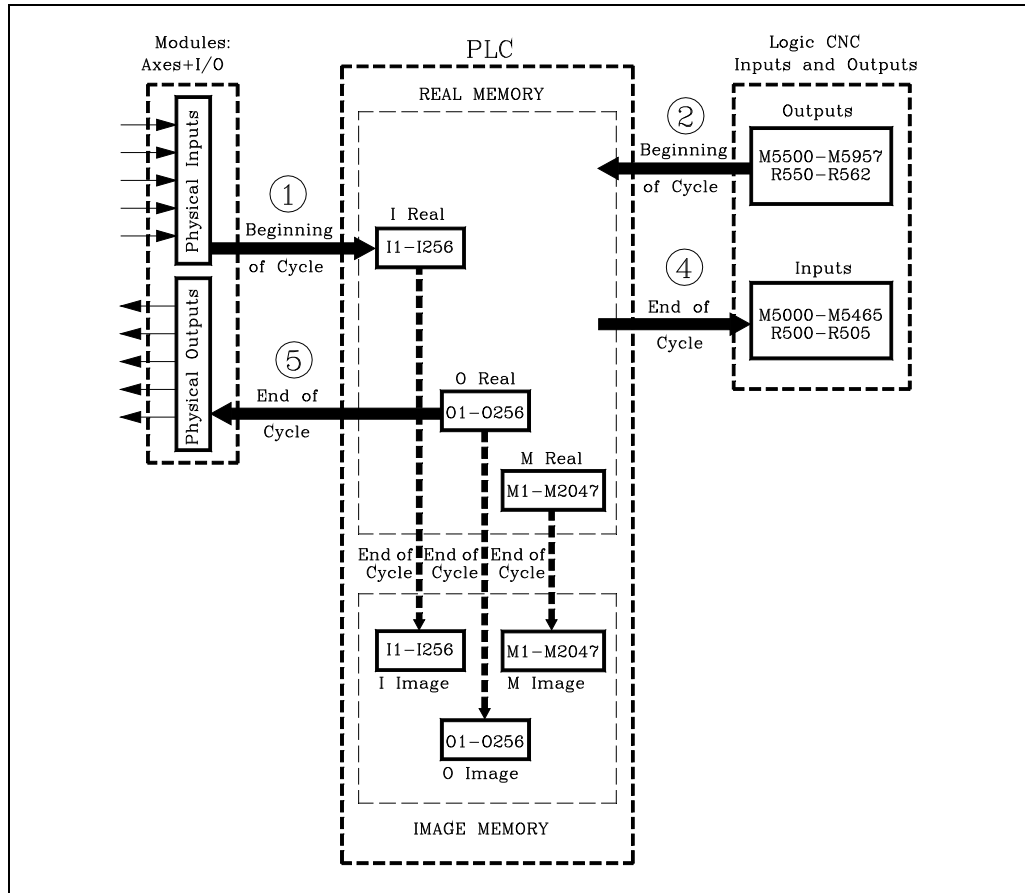 Modules:
Axes+I/O
Physical Inputs
Physical Outputs
1
Beginning
of Cycle
5
End of
Cycle
PLC
REAL MEMORY
I Real
I1-I256
O Real
O1-O256
M Real
M1-M2047
End of
Cycle
End of
Cycle
End of
Cycle
I1-I256
I Image
M1-M2047
M Image
O1-O256
O Image
IMAGE MEMORY
2
Beginning
of Cycle
4
End of
Cycle
Logic CNC
Inputs and Outputs
Outputs
M5500-M5957
R550-R562
Inputs
M5000-M5465
R500-R505